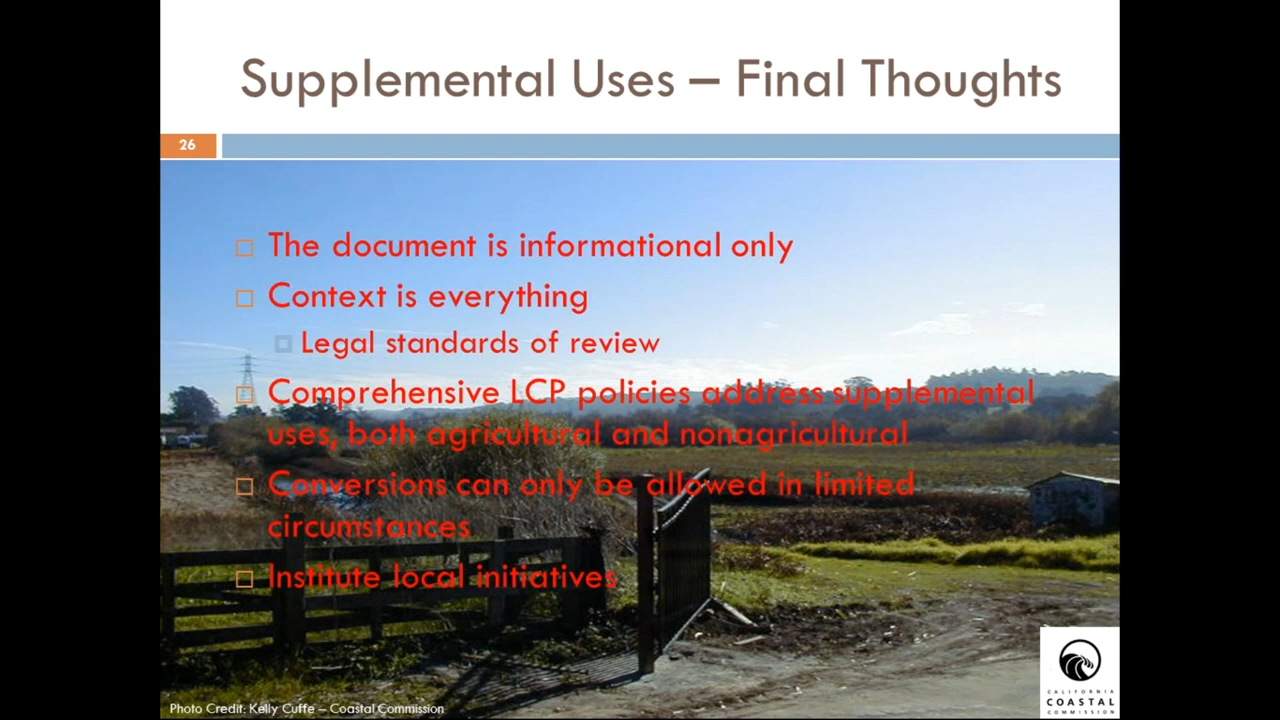 Supplemental Uses – Final Thoughts
26
The document is informational only
Context is everything
Legal standards of review
Comprehensive LCP policies address supplemental
uses, both agricultural and nonagricultural
Conversions can only be allowed in limited
circumstances
Institute local initiatives
Photo Credit: Kelly Cuffe – Coastal Commission
CALIFORNIA
COASTAL
COMMISSION